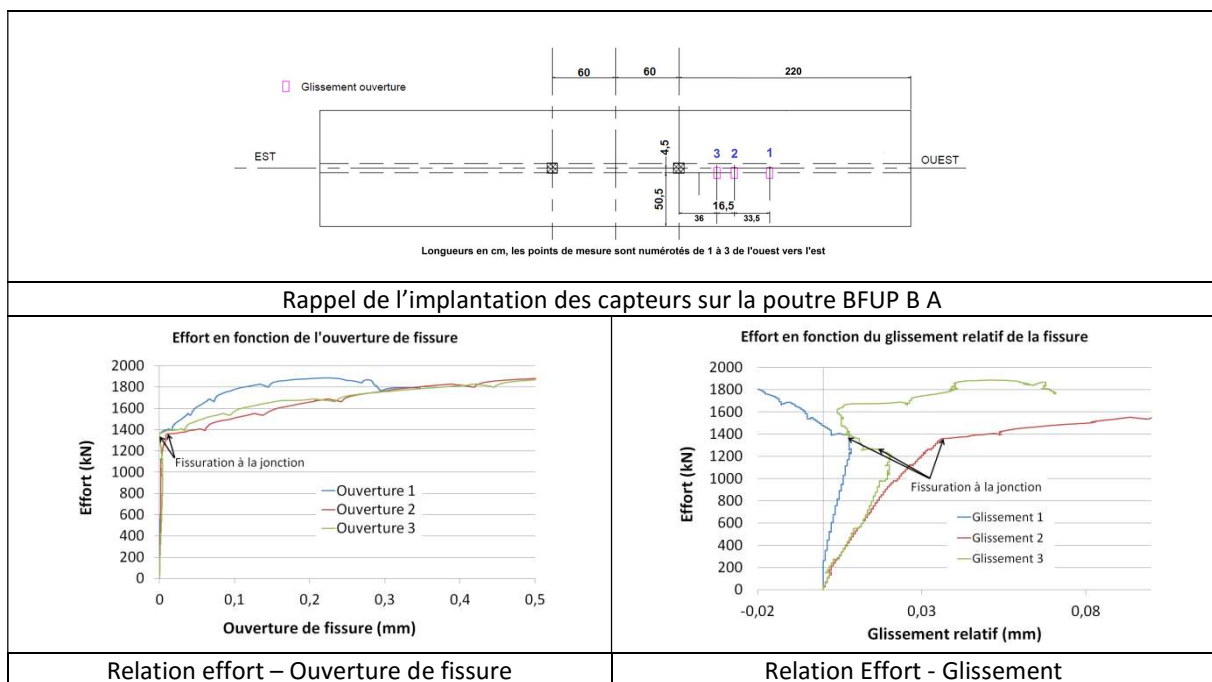 60 60 220
Glissement ouverture
4,5
EST
3 2 1
OUEST
50,5
16,5
36 33,5
Longueurs en cm, les points de mesure sont numérotés de 1 à 3 de l'ouest vers l'est
Rappel de l'implantation des capteurs sur la poutre BFUP B A
Effort en fonction de l'ouverture de fissure
2000
1800
1600
1400
1200
1000
800
600
400
200
0
Effort (kN)
Fissuration à la jonction
Ouverture 1
Ouverture 2
Ouverture 3
0 0,1 0,2 0,3 0,4 0,5
Ouverture de fissure (mm)
Relation effort – Ouverture de fissure
Effort en fonction du glissement relatif de la fissure
2000
1800
1600
1400
1200
1000
800
600
400
200
0
Effort (kN)
Fissuration à la jonction
Glissement 1
Glissement 2
Glissement 3
-0,02 0,03 0,08
Glissement relatif (mm)
Relation Effort - Glissement